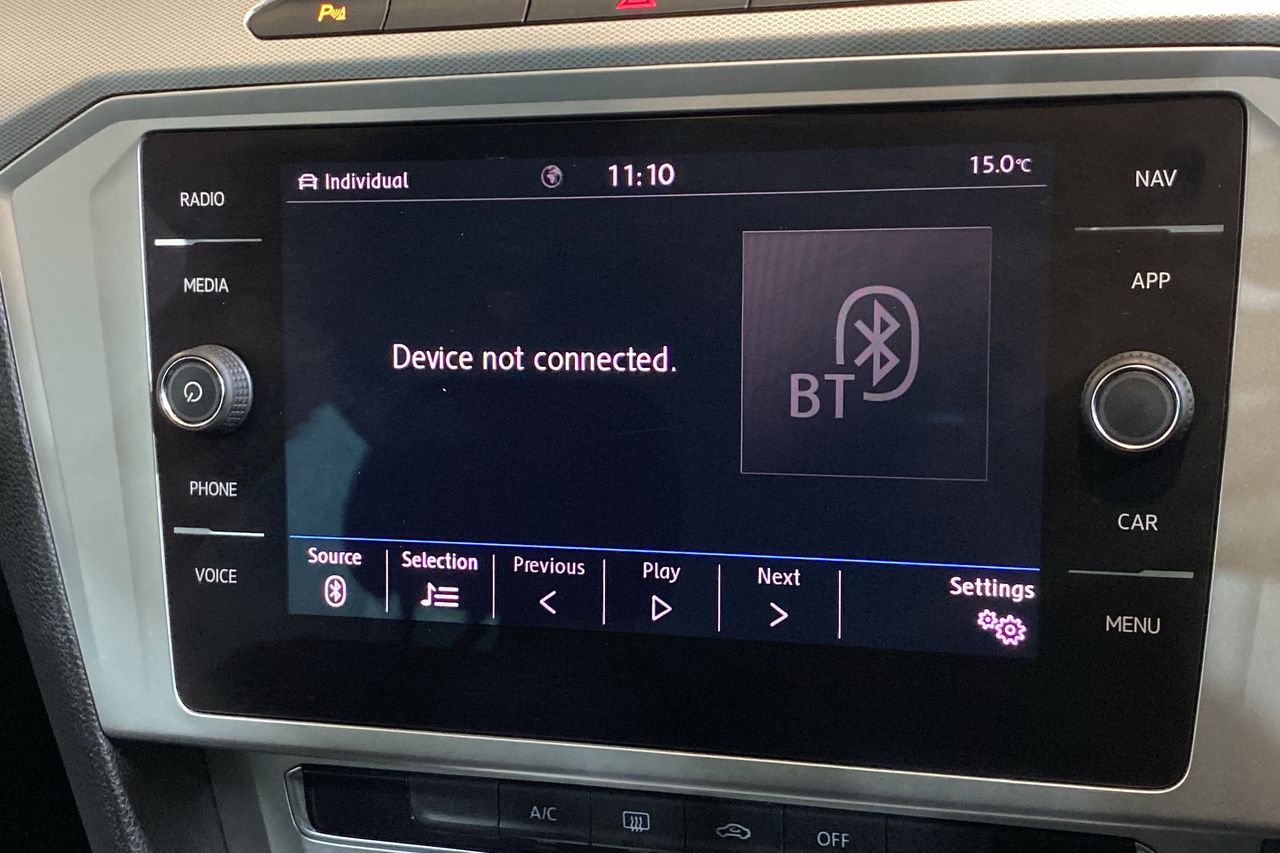 P
Individual 11:10 15.0°C
RADIO
MEDIA
PHONE
VOICE
Device not connected.
BT
NAV
APP
CAR
MENU
Source Selection Previous Play Next Settings
A/C OFF